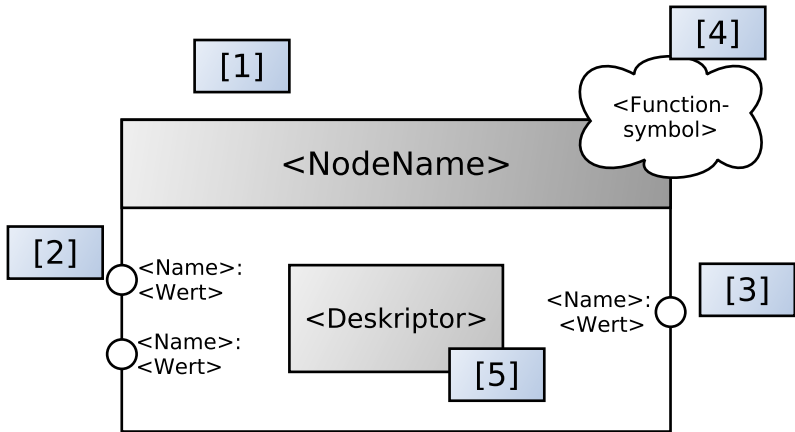 [4]
[1]
<Function-
symbol>
<NodeName>
[2]
<Name>:
<Wert>
<Name>:
<Wert>
<Deskriptor>
[5]
<Name>:
<Wert>
[3]